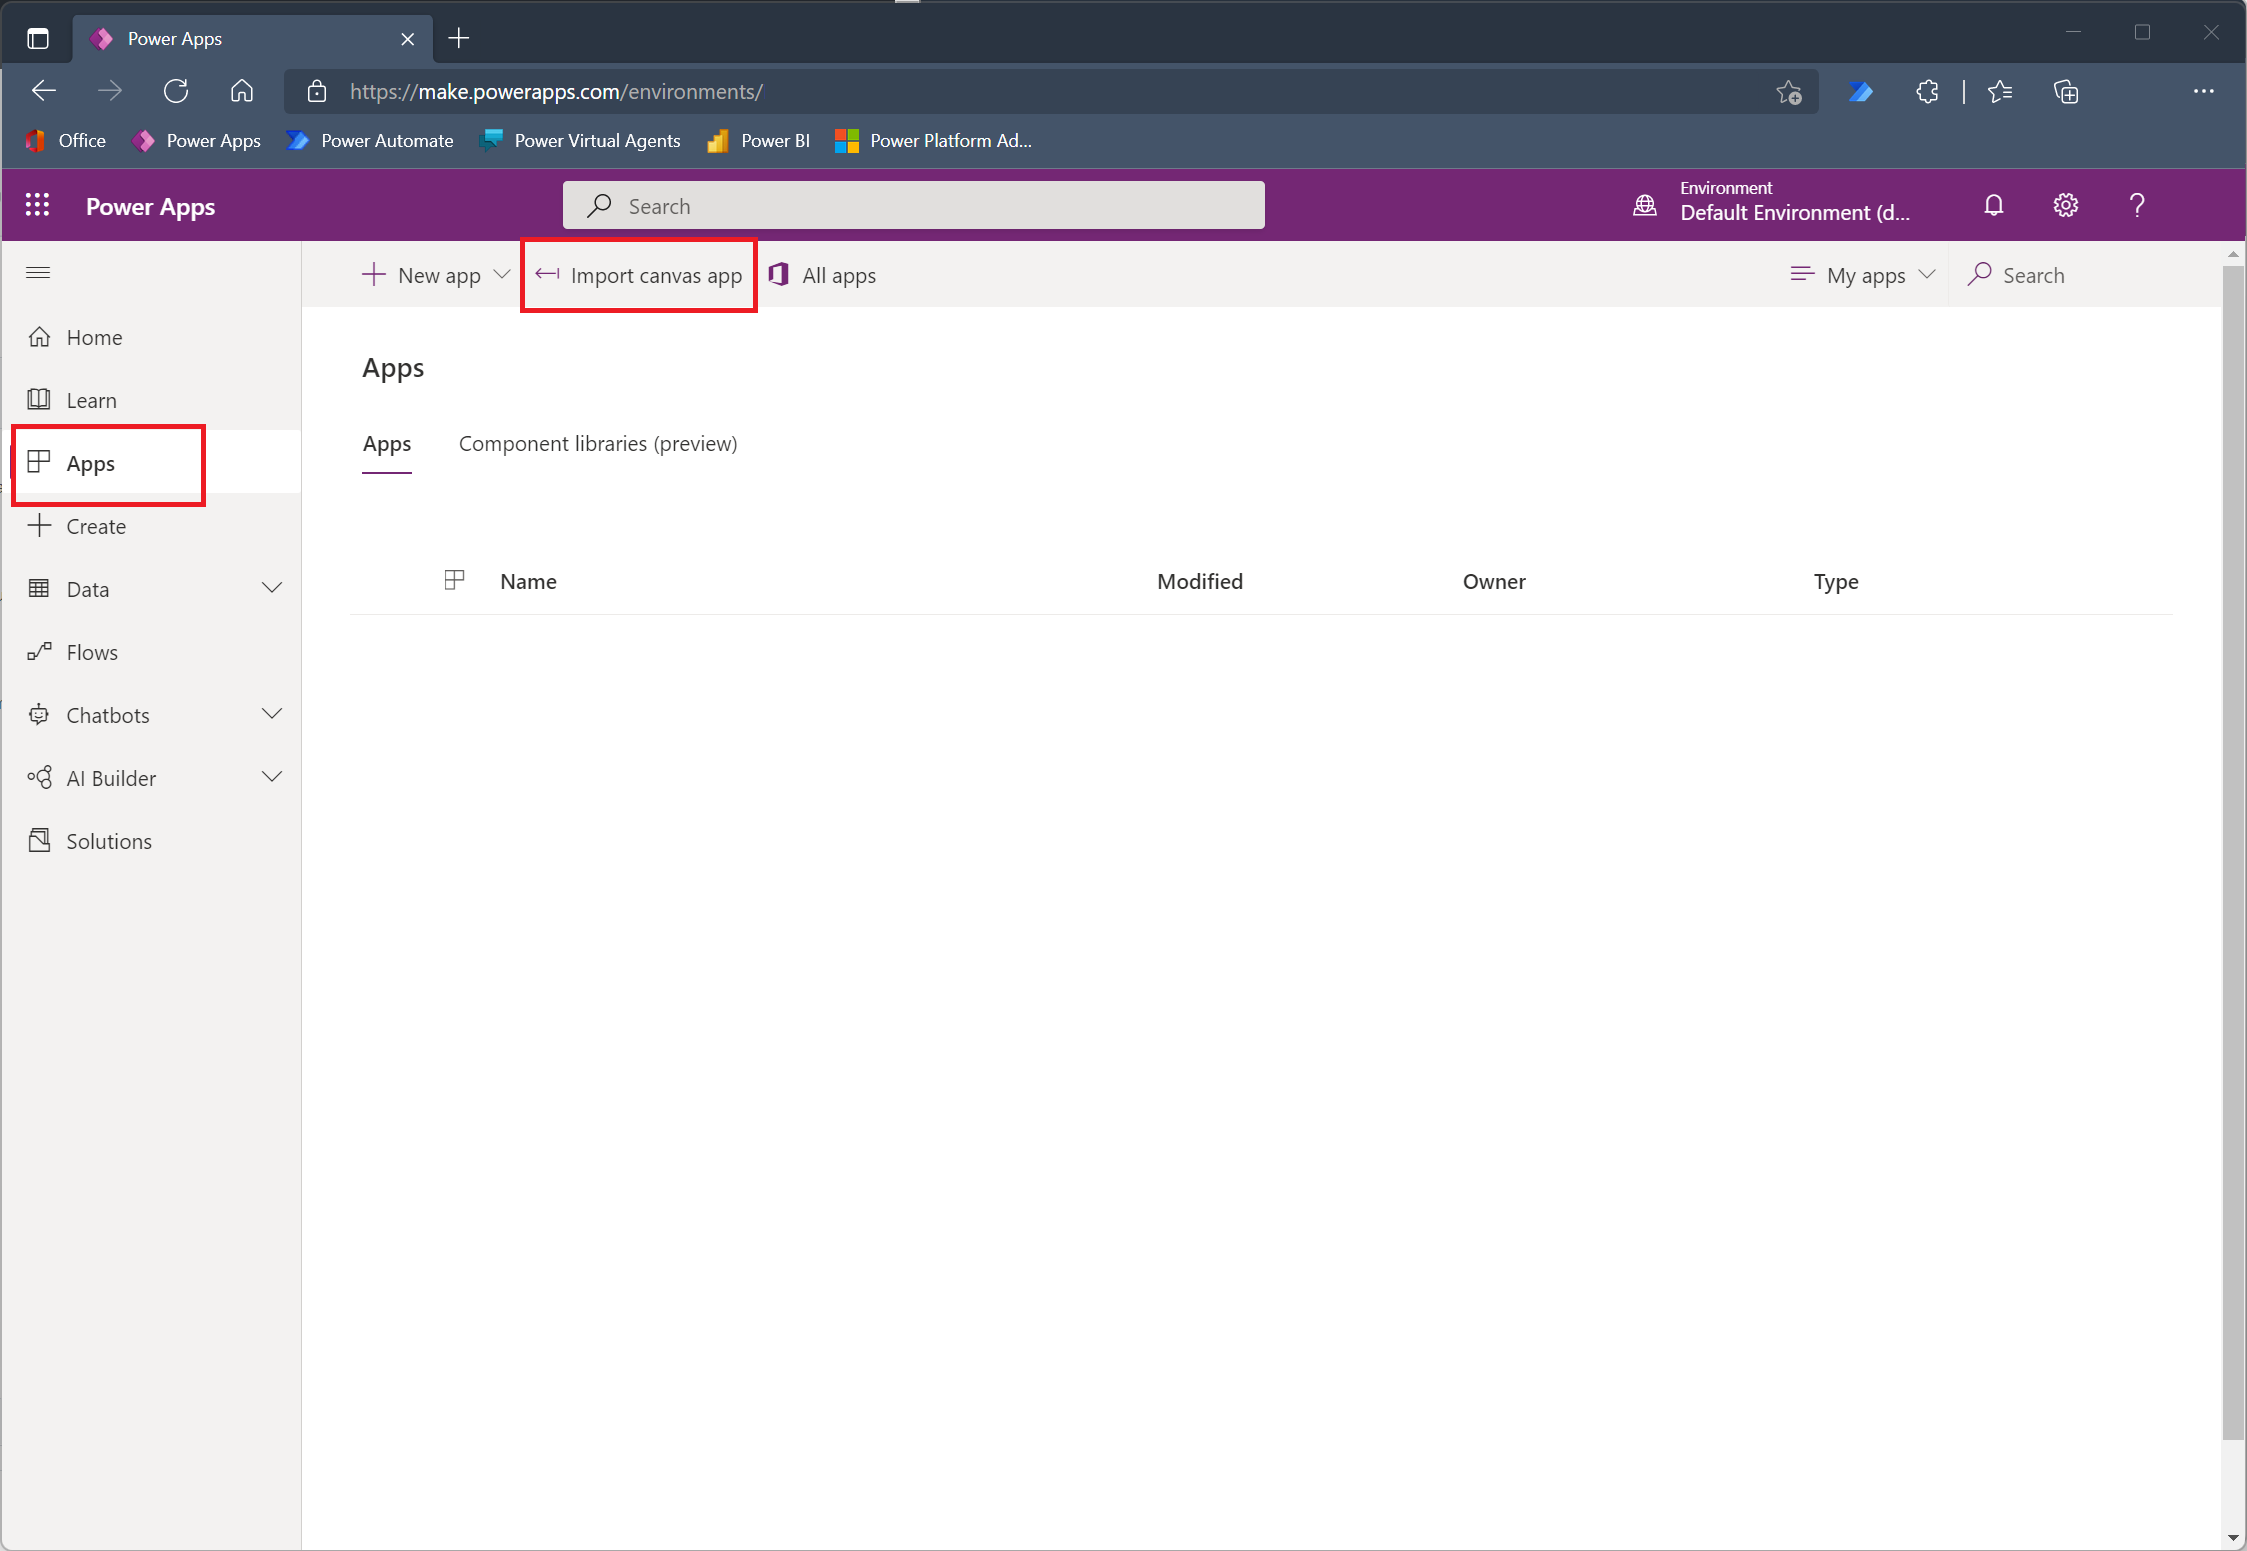 Power Apps
https://make.powerapps.com/environments/
Office Power Apps Power Automate Power Virtual Agents Power BI Power Platform Ad...
Power Apps Search Environment
Default Environment (d...
New app Import canvas app All apps My apps Search
Home
Learn
Apps
Create
Data
Flows
Chatbots
AI Builder
Solutions
Apps
Apps Component libraries (preview)
Name Modified Owner Type